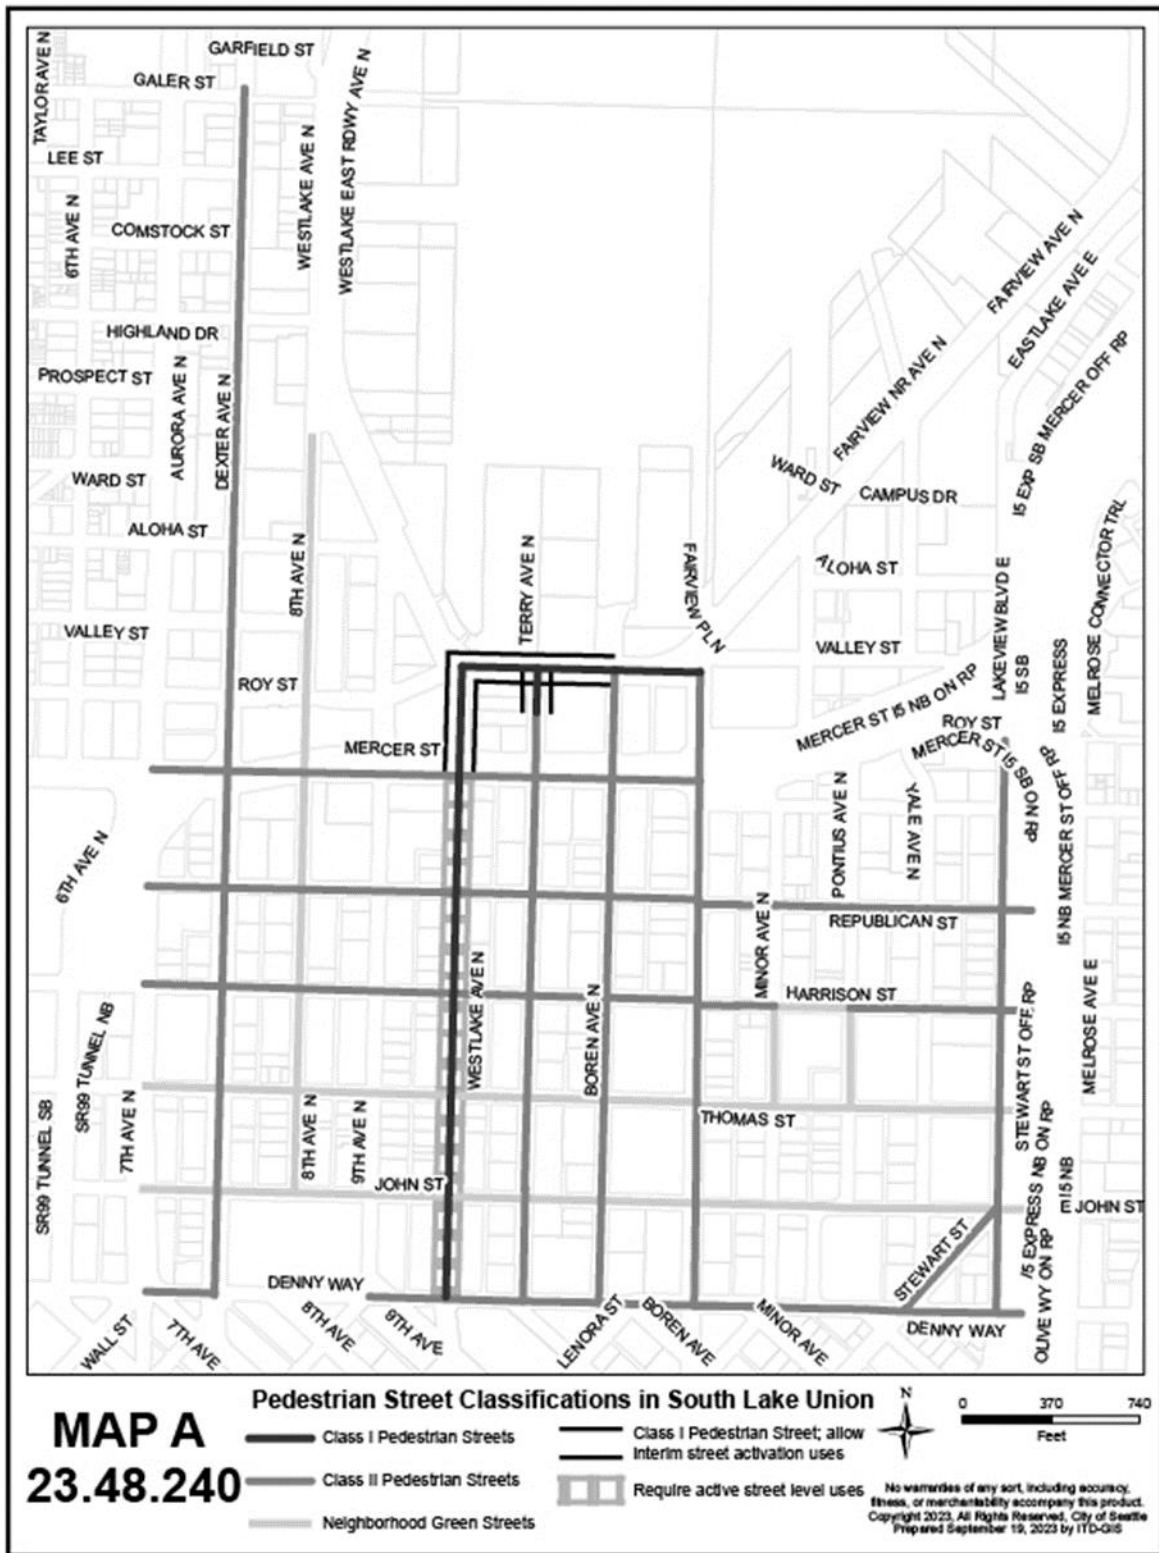 GARFIELD ST
GALER ST
TAYLOR AVE N
LEE ST
WESTLAKE AVE N
WESTLAKE EAST RDWY AVE N
6TH AVE N
COMSTOCK ST
FAIRVIEW AVE N
EASTLAKE AVE E
HIGHLAND DR
PROSPECT ST
AURORA AVE N
DEXTER AVE N
FAIRVIEW NR AVE N
I5 EXP SB MERCER OFF RP
WARD ST
WARD ST
CAMPUS DR
ALOHA ST
8TH AVE N
TERRY AVE N
FAIRVIEW PL N
ALOHA ST
LAKEVIEW BLVD E
MELROSE CONNECTOR TRL
VALLEY ST
VALLEY ST
I5 SB
I5 EXPRESS
ROY ST
MERCER ST I5 NB ON RP
ROY ST
MERCER ST
MERCER ST I5 SB ON RP
PONTIUS AVE N
YALE AVE N
I5 NB MERCER ST OFF RP
6TH AVE N
MINOR AVE N
REPUBLICAN ST
WESTLAKE AVE N
BOREN AVE N
HARRISON ST
MELROSE AVE E
STEWART ST OFF RP
SR99 TUNNEL NB
SR99 TUNNEL SB
7TH AVE N
8TH AVE N
9TH AVE N
THOMAS ST
JOHN ST
I5 EXPRESS NB ON RP
I5 NB
E JOHN ST
STEWART ST
DENNY WAY
OLIVE WY ON RP
WALL ST
7TH AVE
8TH AVE
9TH AVE
LENORA ST
BOREN AVE
MINOR AVE
DENNY WAY
Pedestrian Street Classifications in South Lake Union
MAP A
23.48.240
Class I Pedestrian Streets
Class II Pedestrian Streets
Neighborhood Green Streets
Class I Pedestrian Street; allow
Interim street activation uses
Require active street level uses
N
0 370 740
Feet
No warranties of any sort, including accuracy,
fitness, or merchantability accompany this product.
Copyright 2023, All Rights Reserved, City of Seattle
Prepared September 19, 2023 by ITD-GIS